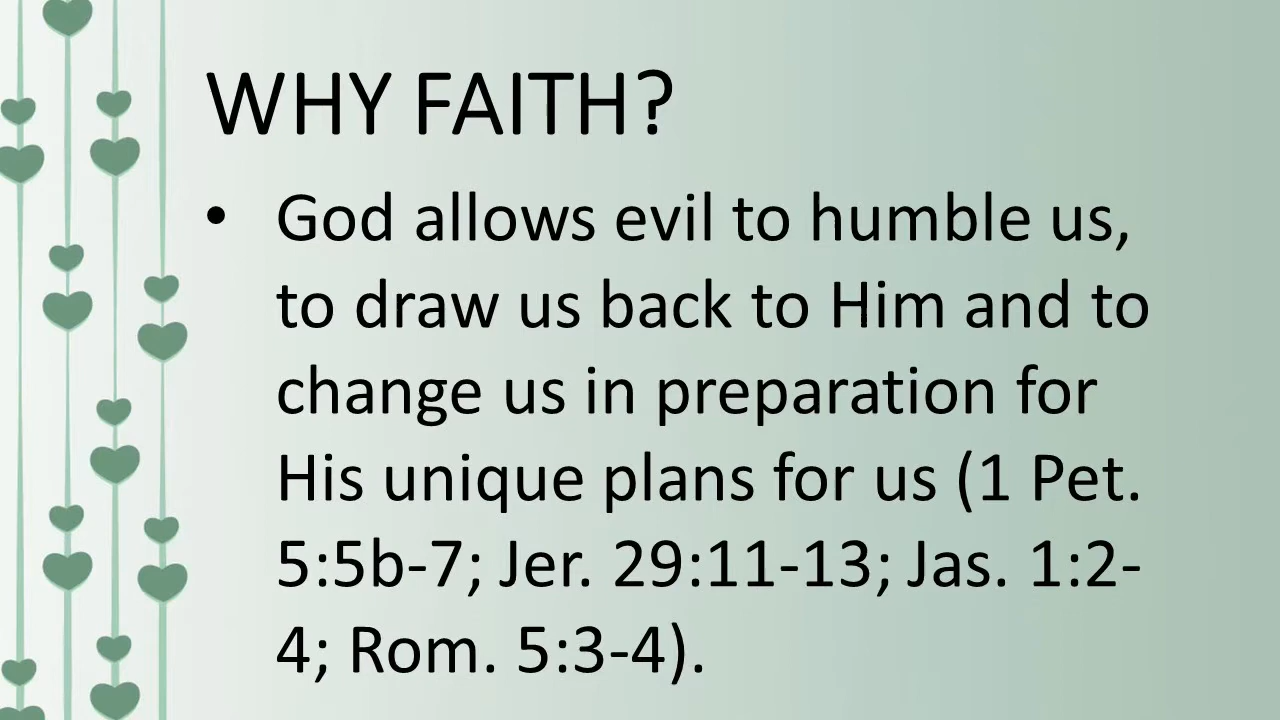 WHY FAITH?
• God allows evil to humble us,
to draw us back to Him and to
change us in preparation for
His unique plans for us (1 Pet.
5:5b-7; Jer. 29:11-13; Jas. 1:2-
4; Rom. 5:3-4).